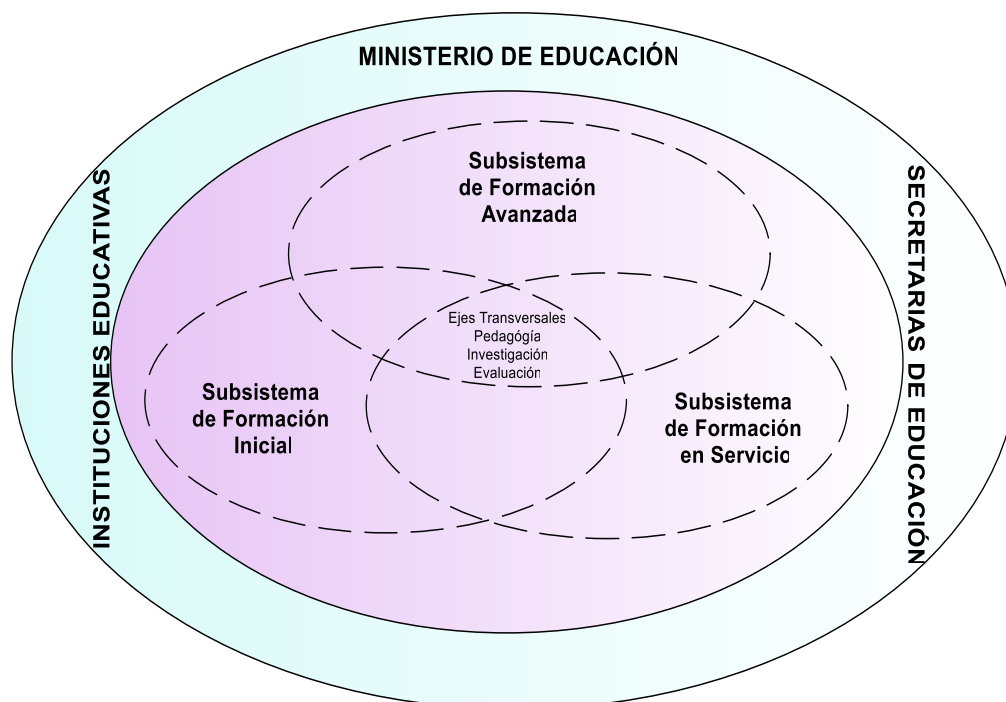 MINISTERIO DE EDUCACIÓN
INSTITUCIONES EDUCATIVAS
SECRETARIAS DE EDUCACIÓN
Subsistema
de Formación
Avanzada
Ejes Transversales
Pedagógía
Investigación
Evaluación
Subsistema
de Formación
Inicial
Subsistema
de Formación
en Servicio